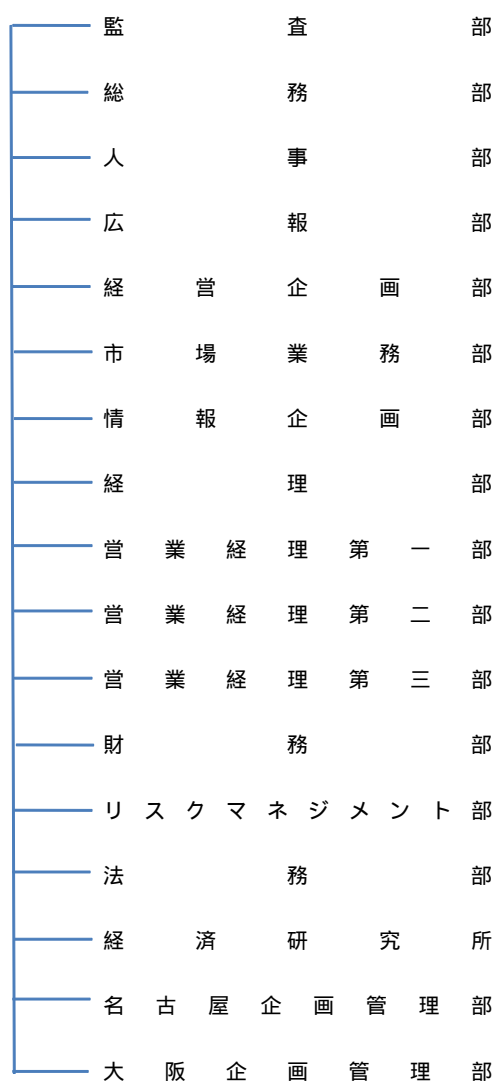 監査部
総務部
人事部
広報部
経営企画部
市場業務部
情報企画部
経理部
営業経理第一部
営業経理第二部
営業経理第三部
財務部
リスクマネジメント部
法務部
経済研究所
名古屋企画管理部
大阪企画管理部